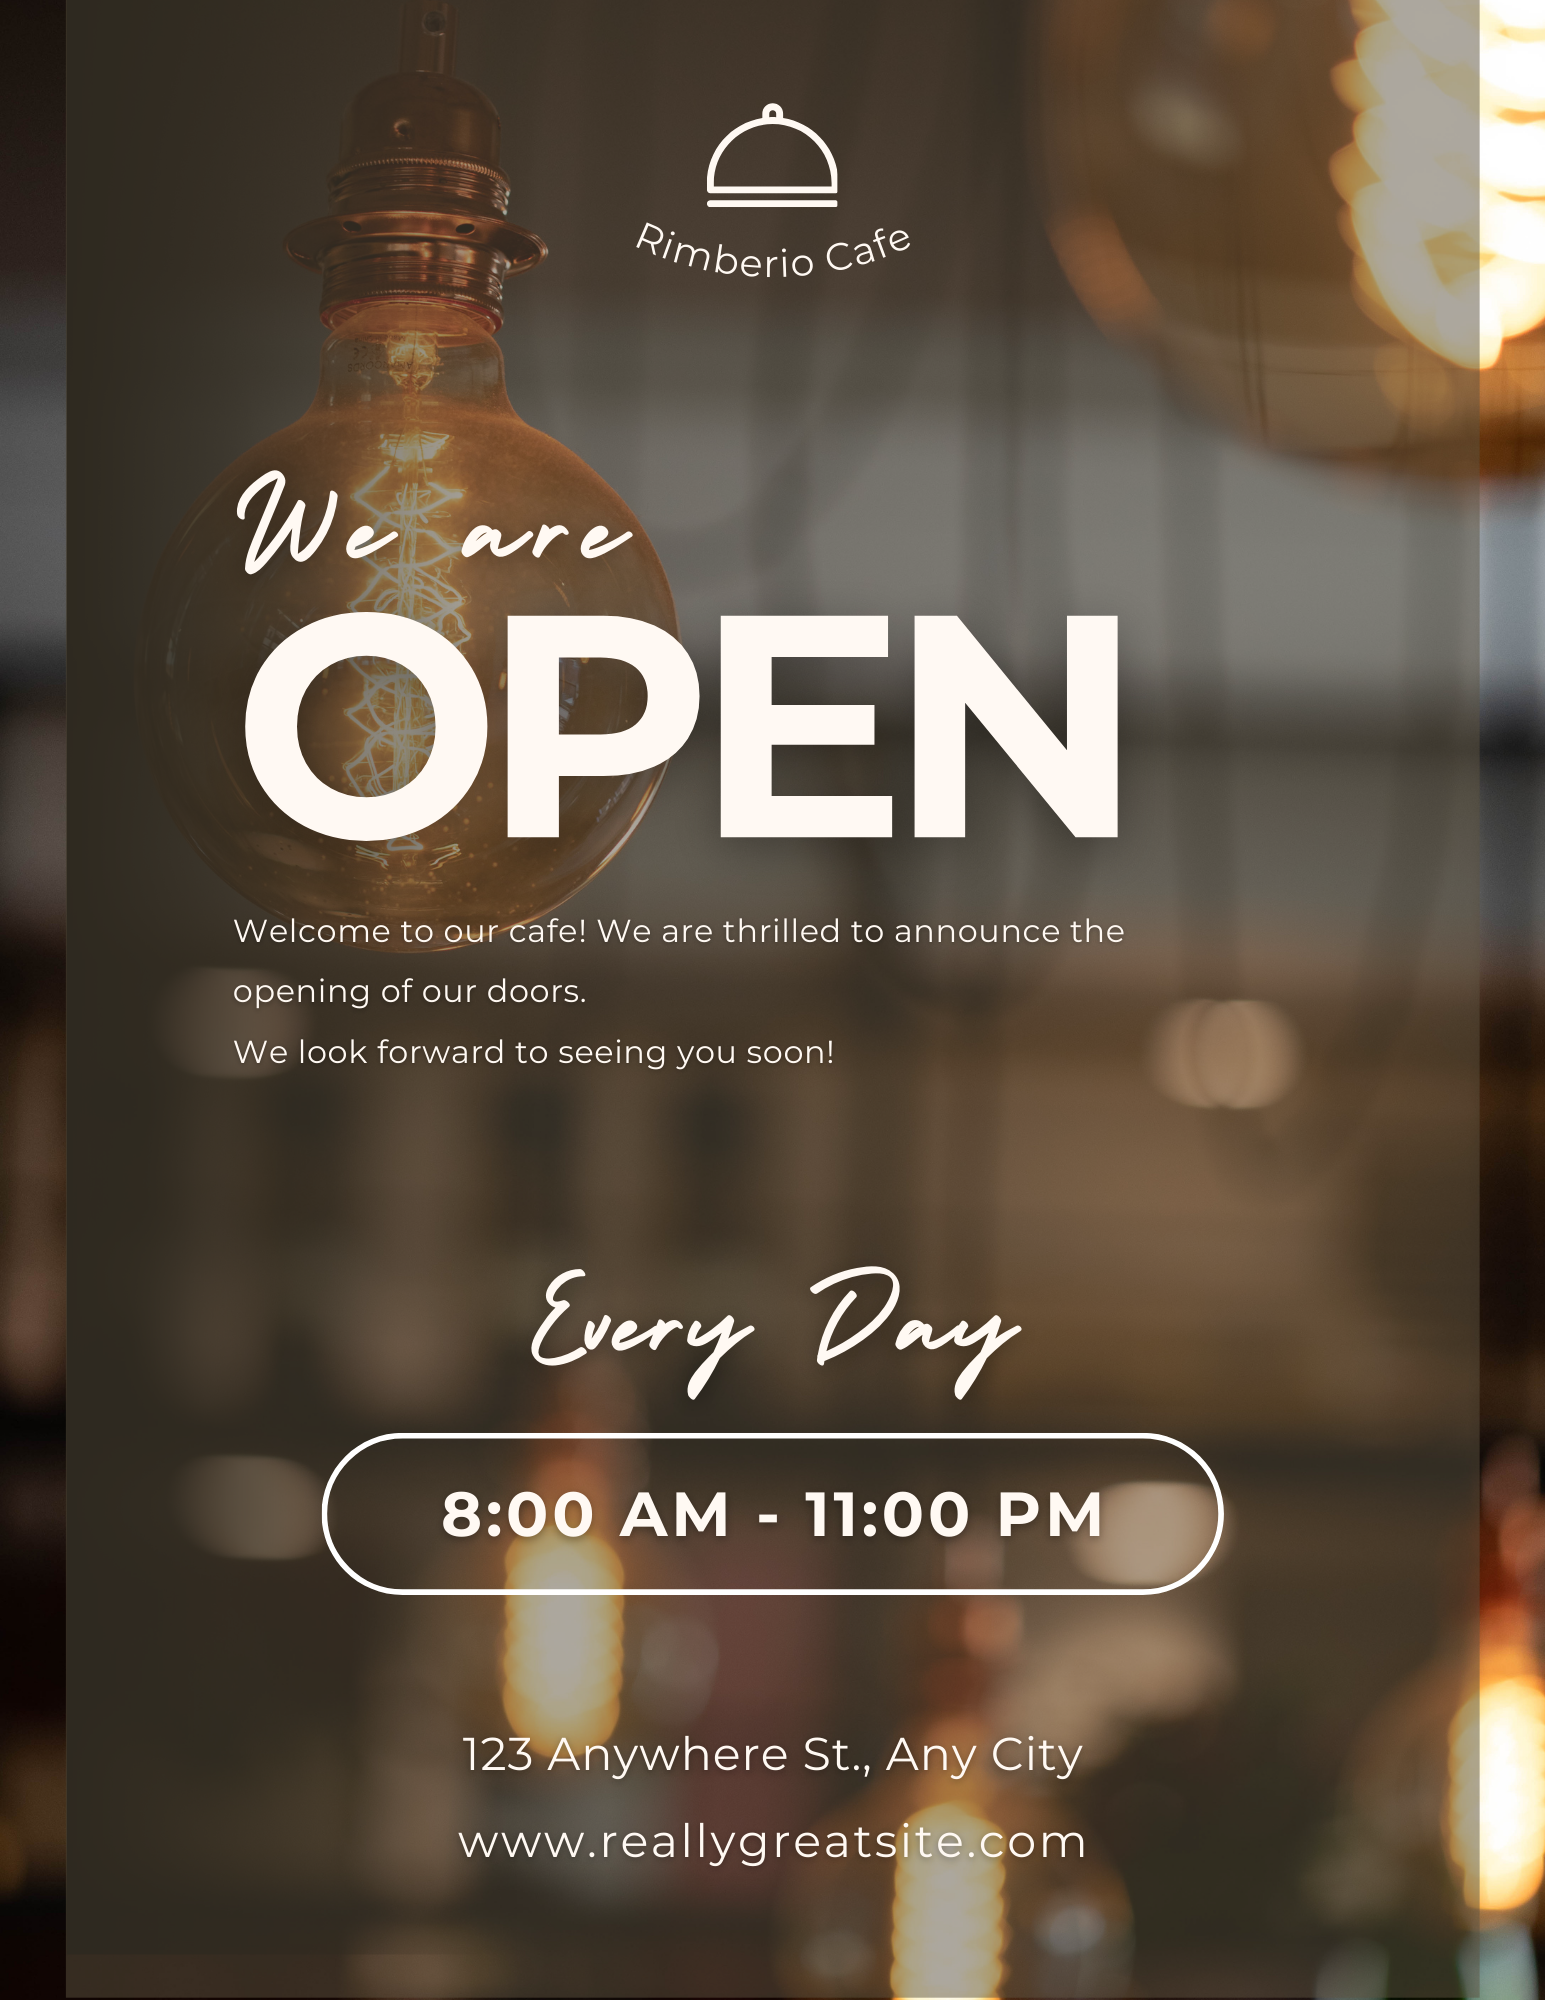 Rimberio Cafe
We are
OPEN
Welcome to our cafe! We are thrilled to announce the
opening of our doors.
We look forward to seeing you soon!
Every Day
8:00 AM - 11:00 PM
123 Anywhere St., Any City
www.reallygreatsite.com